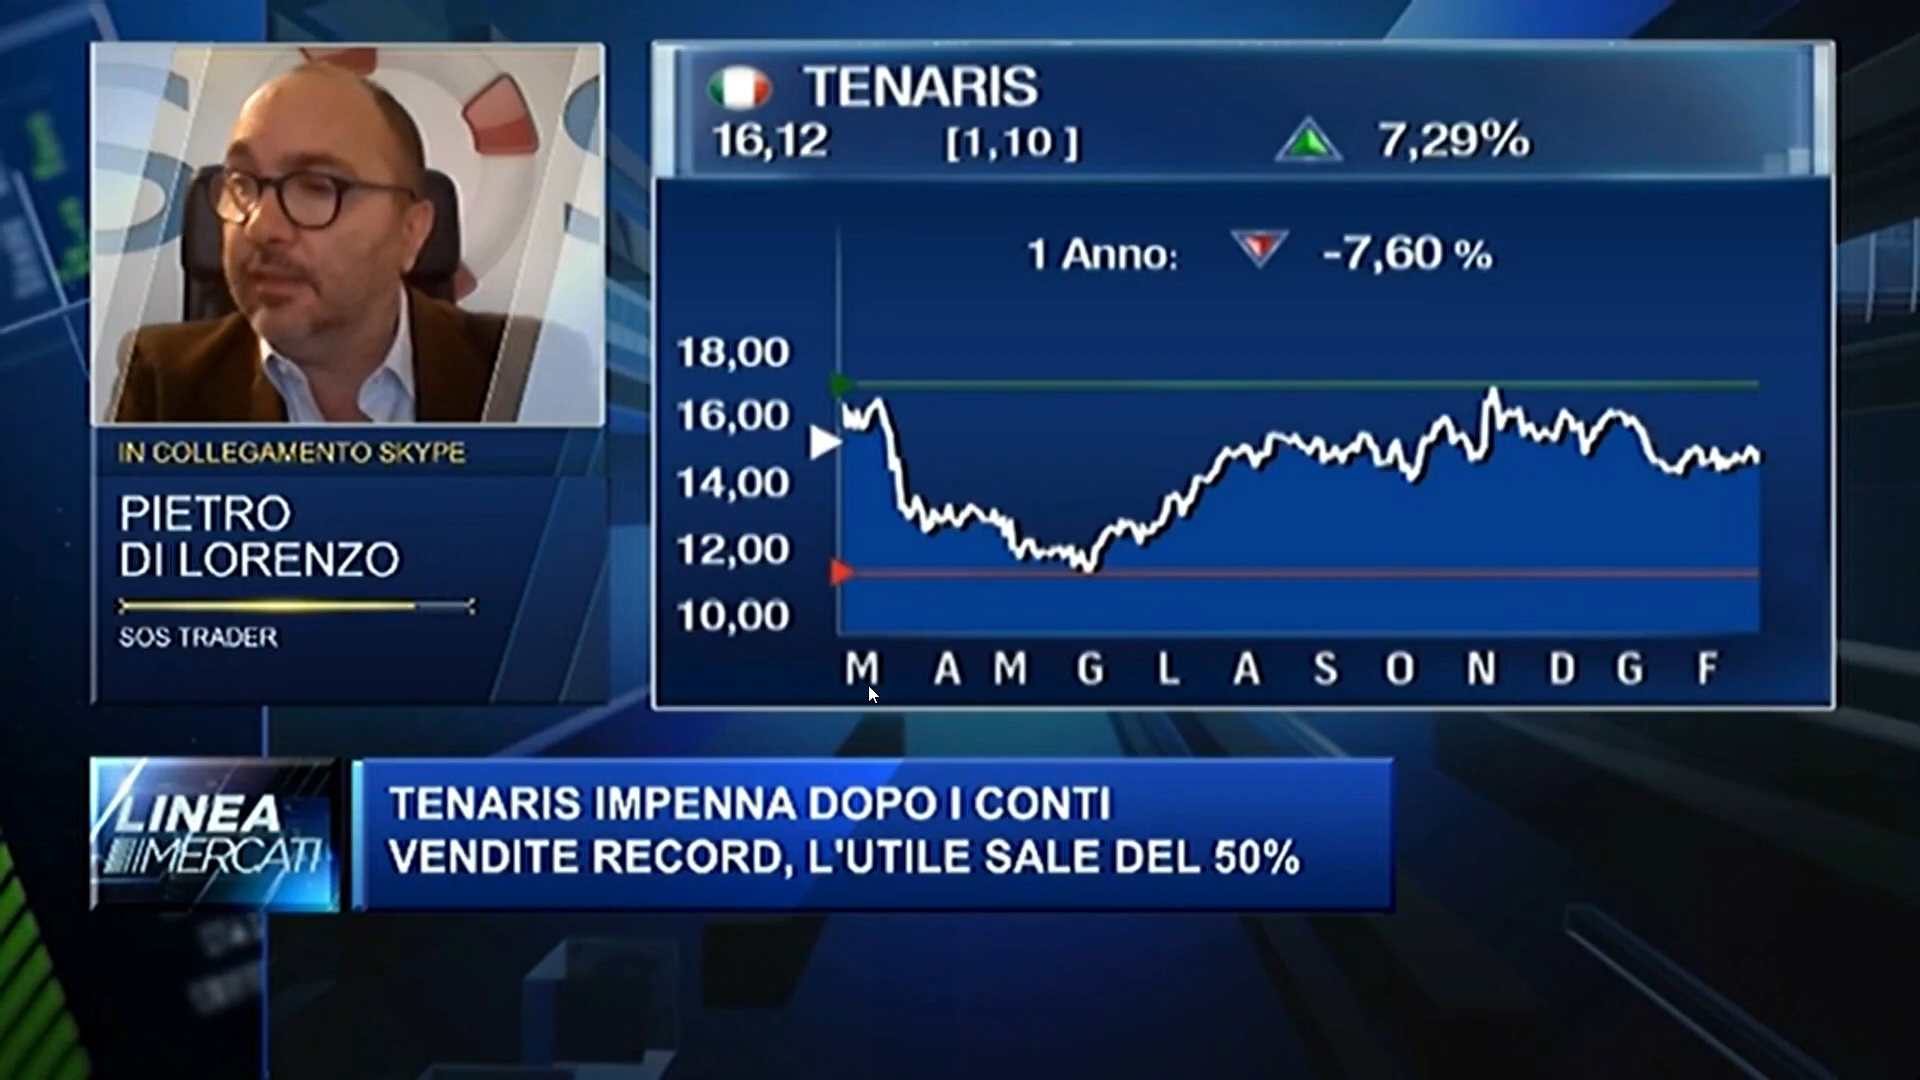 TENARIS
16,12 [1,10 ] 7,29%
1 Anno: -7,60 %
18,00
16,00
14,00
12,00
10,00
M A M G L A S O N D G F
IN COLLEGAMENTO SKYPE
PIETRO
DI LORENZO
SOS TRADER
LINEA
MERCATI
TENARIS IMPENNA DOPO I CONTI
VENDITE RECORD, L'UTILE SALE DEL 50%